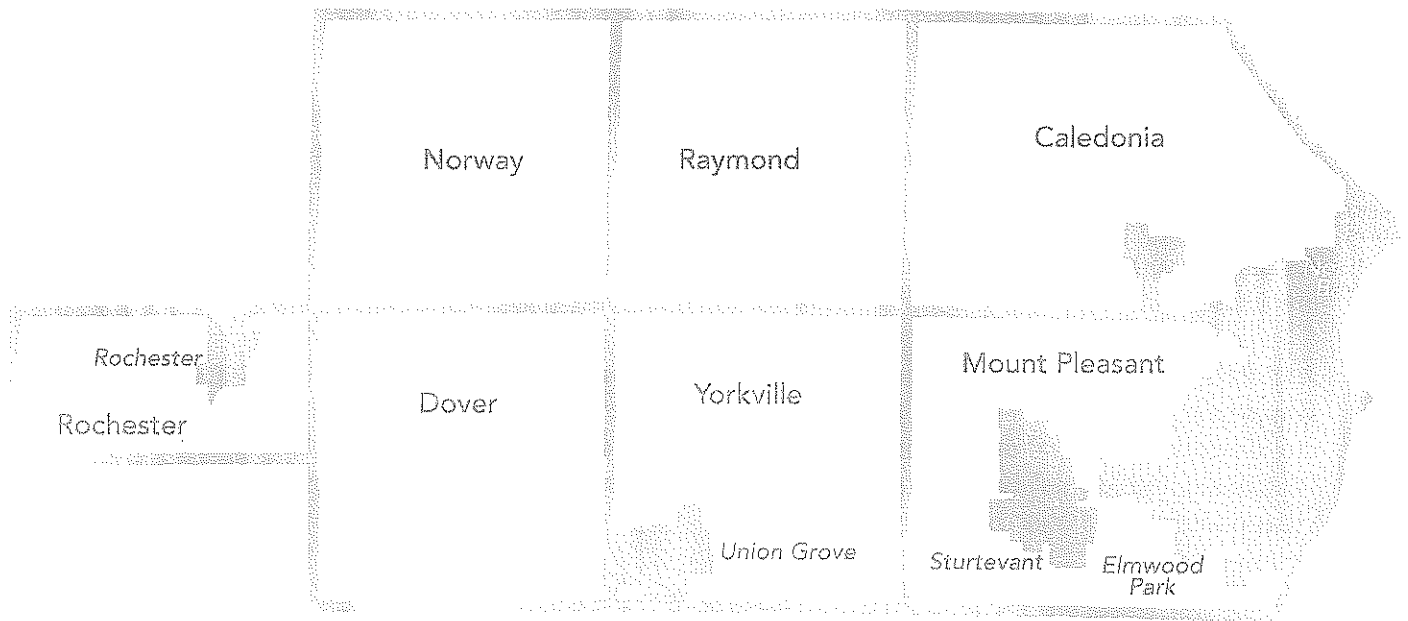 Caledonia
Norway
Raymond
Rochester
Mount Pleasant
Yorkville
Dover
Rochester
Union Grove
Sturtevant
Elmwood
Park